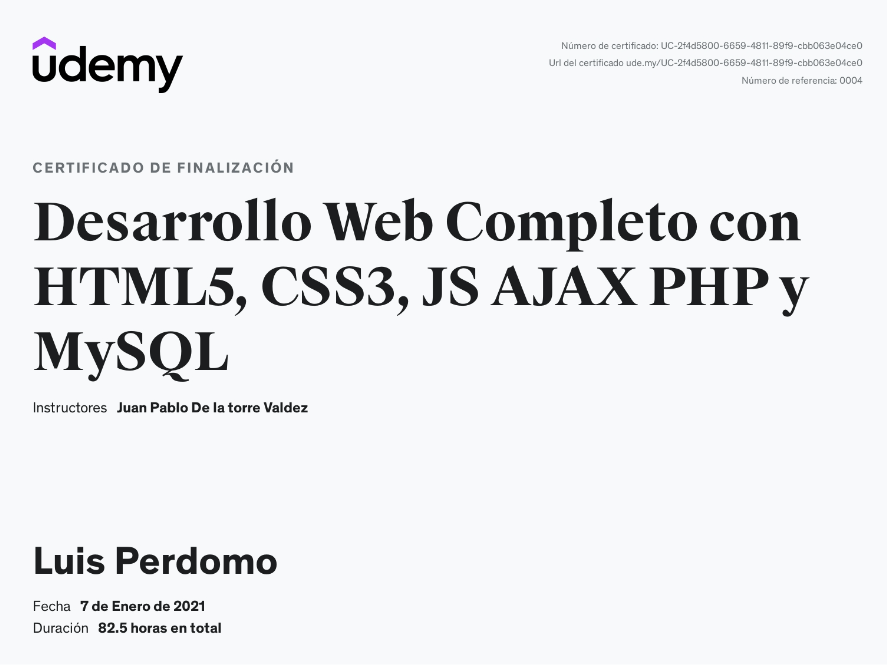 udemy
Número de certificado: UC-2f4d5800-6659-4811-89f9-cbb063e04ce0
Url del certificado ude.my/UC-2f4d5800-6659-4811-89f9-cbb063e04ce0
Número de referencia: 0004
CERTIFICADO DE FINALIZACIÓN
Desarrollo Web Completo con
HTML5, CSS3, JS AJAX PHP y
MySQL
Instructores Juan Pablo De la torre Valdez
Luis Perdomo
Fecha 7 de Enero de 2021
Duración 82.5 horas en total